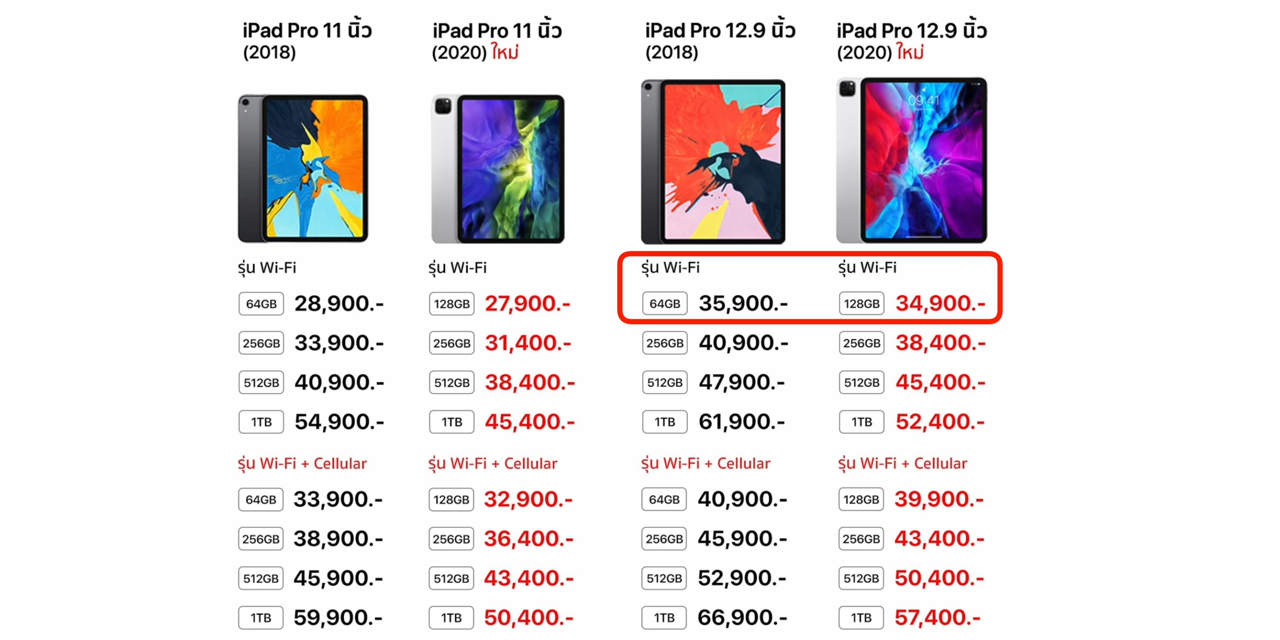 iPad Pro 11 นิ้ว
(2018)
iPad Pro 11 นิ้ว
(2020) ใหม่
iPad Pro 12.9 นิ้ว
(2018)
iPad Pro 12.9 นิ้ว
(2020) ใหม่
09:41
รุ่น Wi-Fi
64GB 28,900.-
256GB 33,900.-
512GB 40,900.-
1TB 54,900.-
รุ่น Wi-Fi + Cellular
64GB 33,900.-
256GB 38,900.-
512GB 45,900.-
1TB 59,900.-
รุ่น Wi-Fi
128GB 27,900.-
256GB 31,400.-
512GB 38,400.-
1TB 45,400.-
รุ่น Wi-Fi + Cellular
128GB 32,900.-
256GB 36,400.-
512GB 43,400.-
1TB 50,400.-
รุ่น Wi-Fi
64GB 35,900.-
256GB 40,900.-
512GB 47,900.-
1TB 61,900.-
รุ่น Wi-Fi + Cellular
64GB 40,900.-
256GB 45,900.-
512GB 52,900.-
1TB 66,900.-
รุ่น Wi-Fi
128GB 34,900.-
256GB 38,400.-
512GB 45,400.-
1TB 52,400.-
รุ่น Wi-Fi + Cellular
128GB 39,900.-
256GB 43,400.-
512GB 50,400.-
1TB 57,400.-